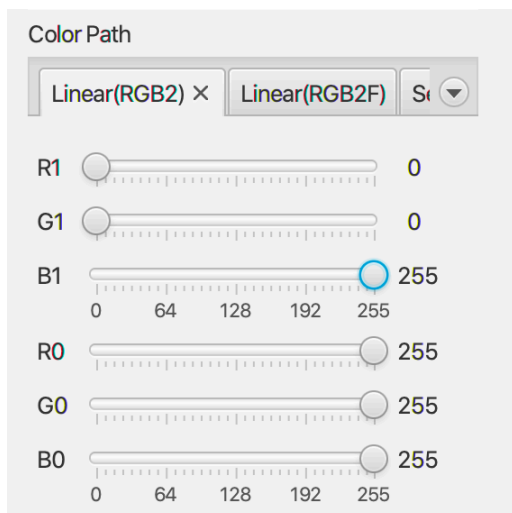 Color Path
Linear(RGB2) × Linear(RGB2F)
R1 0
G1 0
B1 255
0 64 128 192 255
R0 255
G0 255
B0 255
0 64 128 192 255